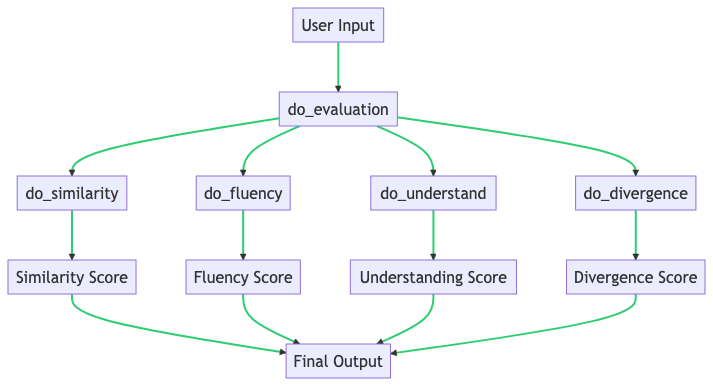 User Input
do_evaluation
do_similarity
do_fluency
do_understand
do_divergence
Similarity Score
Fluency Score
Understanding Score
Divergence Score
Final Output